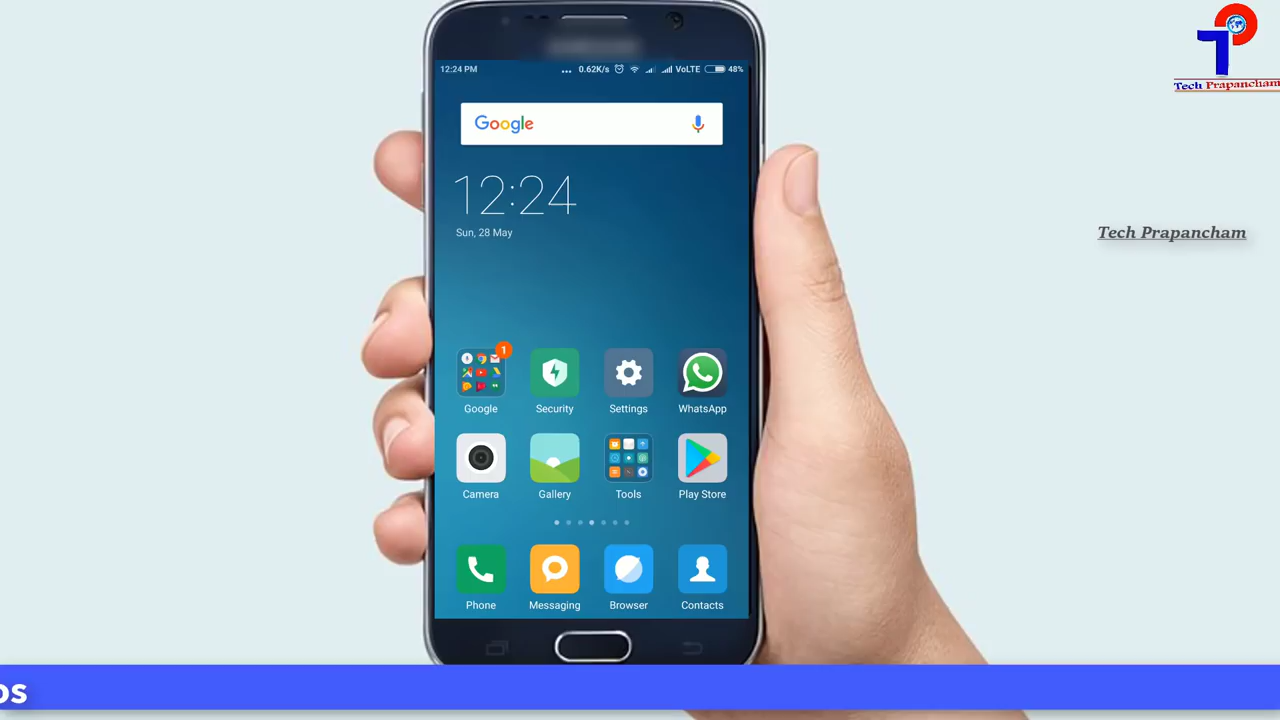 Tech Prapancham
12:24 PM ... 0.62K/s VoLTE 48%
Google
12:24
Sun, 28 May
Tech Prapancham
1
Google Security Settings WhatsApp
Camera Gallery Tools Play Store
Phone Messaging Browser Contacts
os